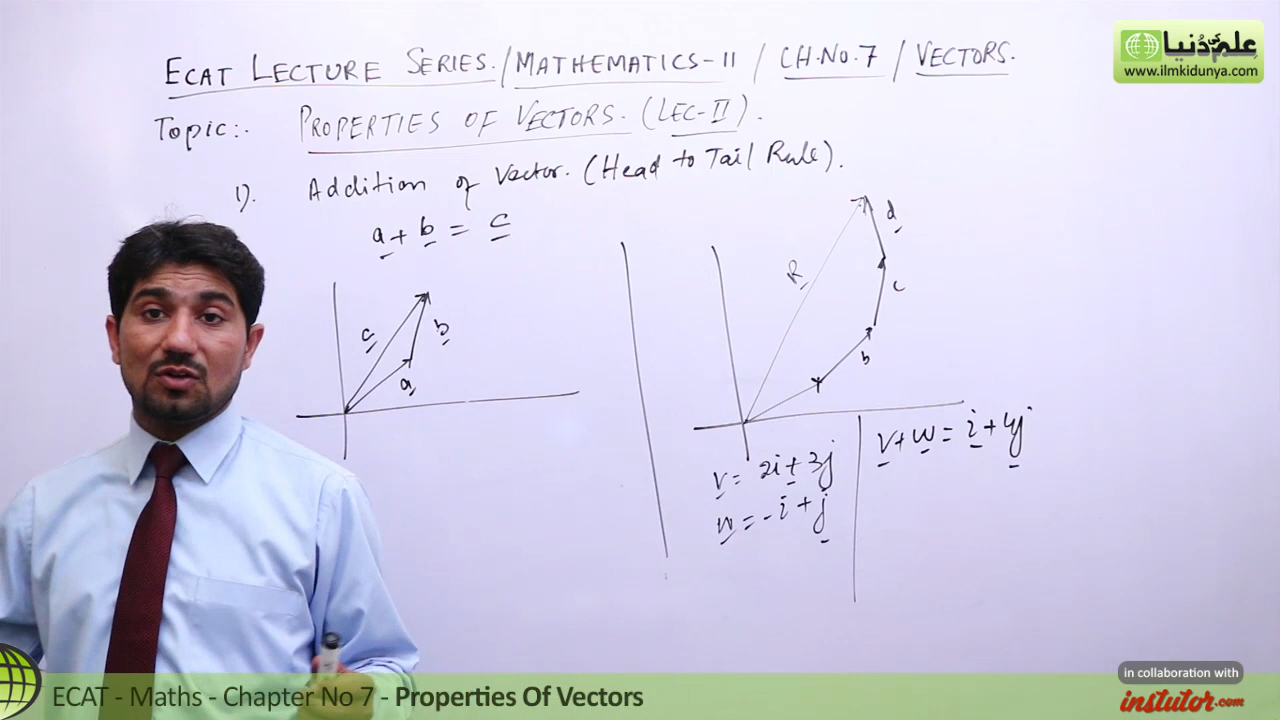 ECAT LECTURE SERIES. / MATHEMATICS-II / CH.NO.7 / VECTORS.
علم کی دنیا
www.ilmkidunya.com
Topic:. PROPERTIES OF VECTORS. (LEC-II).
1). Addition of Vector. (Head to Tail Rule).
a + b = c
c
b
a
R
d
c
b
v = 2i + 3j
w = -i + j
v + w = i + 4j
in collaboration with
instutor.com
ECAT - Maths - Chapter No 7 - Properties Of Vectors